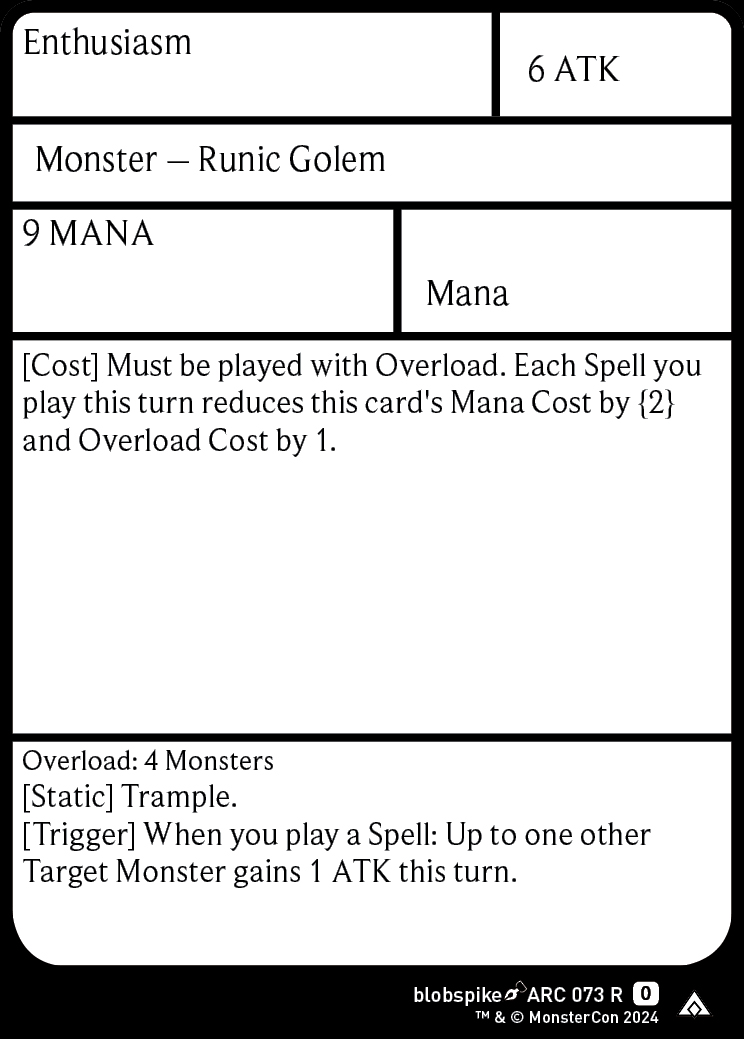 Enthusiasm
6 ATK
Monster – Runic Golem
9 MANA
Mana
[Cost] Must be played with Overload. Each Spell you
play this turn reduces this card's Mana Cost by {2}
and Overload Cost by 1.
Overload: 4 Monsters
[Static] Trample.
[Trigger] When you play a Spell: Up to one other
Target Monster gains 1 ATK this turn.
blobspike ARC 073 R 0
™ & © MonsterCon 2024